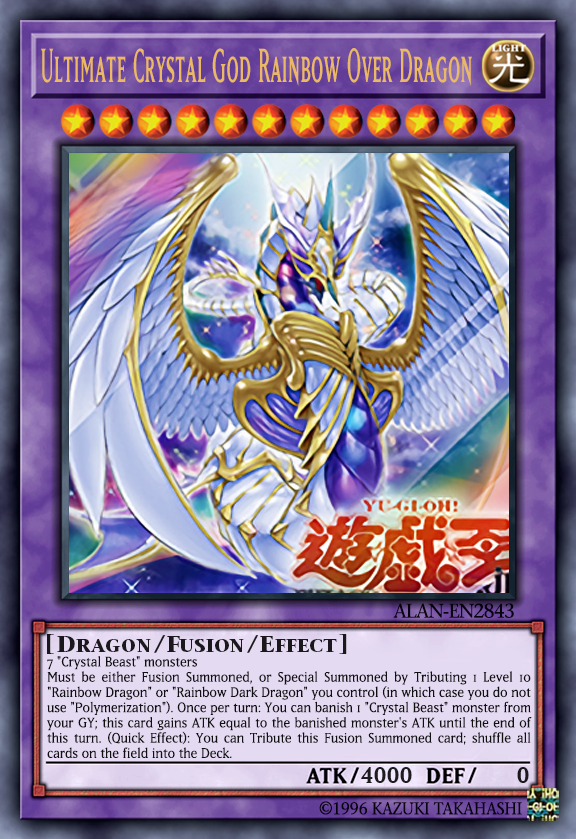 Ultimate Crystal God Rainbow Over Dragon
LIGHT
光
YU-GI-OH!
遊戯王
ALAN-EN2843
[Dragon/Fusion/Effect]
7 "Crystal Beast" monsters
Must be either Fusion Summoned, or Special Summoned by Tributing 1 Level 10
"Rainbow Dragon" or "Rainbow Dark Dragon" you control (in which case you do not
use "Polymerization"). Once per turn: You can banish 1 "Crystal Beast" monster from
your GY; this card gains ATK equal to the banished monster's ATK until the end of
this turn. (Quick Effect): You can Tribute this Fusion Summoned card; shuffle all
cards on the field into the Deck.
ATK/4000 DEF/ 0
©1996 KAZUKI TAKAHASHI